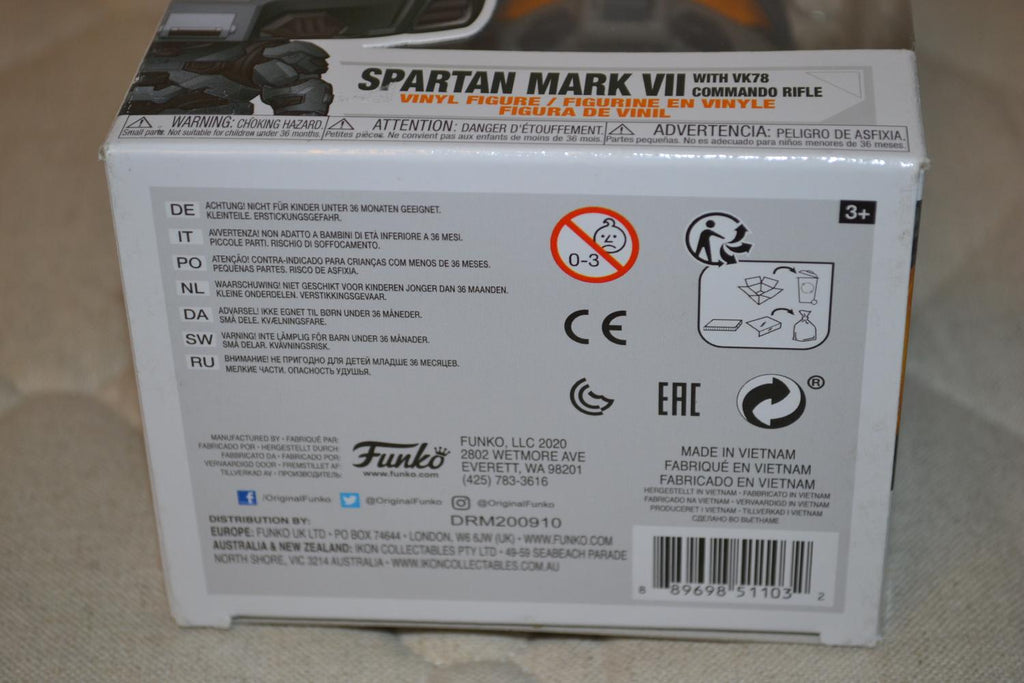 SPARTAN MARK VII WITH VK78 COMMANDO RIFLE
VINYL FIGURE / FIGURINE EN VINYLE
FIGURA DE VINIL
WARNING: CHOKING HAZARD.
Small parts. Not suitable for children under 36 months.
ATTENTION: DANGER D'ÉTOUFFEMENT.
Petites pièces. Ne convient pas aux enfants de moins de 36 mois.
ADVERTENCIA: PELIGRO DE ASFIXIA.
Partes pequeñas. No es adecuado para niños menores de 36 meses.
3+
DE ACHTUNG! NICHT FÜR KINDER UNTER 36 MONATEN GEEIGNET.
KLEINTEILE. ERSTICKUNGSGEFAHR.
IT AVVERTENZA! NON ADATTO A BAMBINI DI ETÀ INFERIORE A 36 MESI.
PICCOLE PARTI. RISCHIO DI SOFFOCAMENTO.
PO ATENÇÃO! CONTRA-INDICADO PARA CRIANÇAS COM MENOS DE 36 MESES.
PEQUENAS PARTES. RISCO DE ASFIXIA.
NL WAARSCHUWING! NIET GESCHIKT VOOR KINDEREN JONGER DAN 36 MAANDEN.
KLEINE ONDERDELEN. VERSTIKKINGSGEVAAR.
DA ADVARSEL! IKKE EGNET TIL BØRN UNDER 36 MÅNEDER.
SMÅ DELE. KVÆLNINGSFARE.
SW VARNING! INTE LÄMPLIG FÖR BARN UNDER 36 MÅNADER.
SMÅ DELAR. KVÄVNINGSRISK.
RU ВНИМАНИЕ! НЕ ПРИГОДНО ДЛЯ ДЕТЕЙ МЛАДШЕ 36 МЕСЯЦЕВ.
МЕЛКИЕ ЧАСТИ. ОПАСНОСТЬ УДУШЬЯ.
0-3
CE
EAC
®
MANUFACTURED BY • FABRIQUÉ PAR:
FABRICADO POR • HERGESTELLT DURCH:
FABBRICATO DA • FABRICADO POR:
VERVAARDIGD DOOR • FREMSTILLET AF:
TILLVERKAD AV • ПРОИЗВОДИТЕЛЬ:
Funko
www.funko.com
FUNKO, LLC 2020
2802 WETMORE AVE
EVERETT, WA 98201
(425) 783-3616
/OriginalFunko @OriginalFunko @OriginalFunko
DRM200910
DISTRIBUTION BY:
EUROPE: FUNKO UK LTD • PO BOX 74644 • LONDON, W6 6JW (UK) • WWW.FUNKO.COM
AUSTRALIA & NEW ZEALAND: IKON COLLECTABLES PTY LTD • 49-59 SEABEACH PARADE
NORTH SHORE, VIC 3214 AUSTRALIA • WWW.IKONCOLLECTABLES.COM.AU
MADE IN VIETNAM
FABRIQUÉ EN VIETNAM
FABRICADO EN VIETNAM
HERGESTELLT IN VIETNAM • FABBRICATO IN VIETNAM
FABRICADO NA VIETNAM • VERVAARDIGD IN VIETNAM
PRODUCERET I VIETNAM • TILLVERKAD I VIETNAM
СДЕЛАНО ВО ВЬЕТНАМЕ
8 89698 51103 2